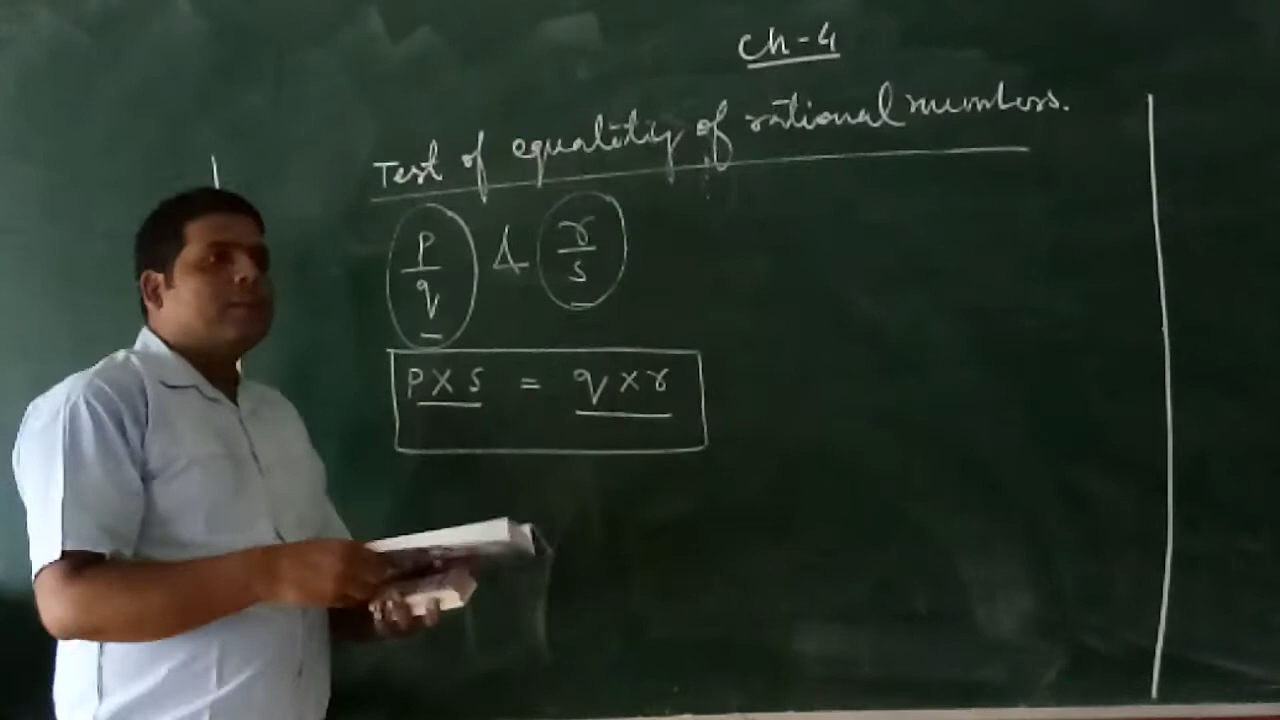 Ch-4
Test of equality of rational numbers.
p/q & r/s
p × s = q × r